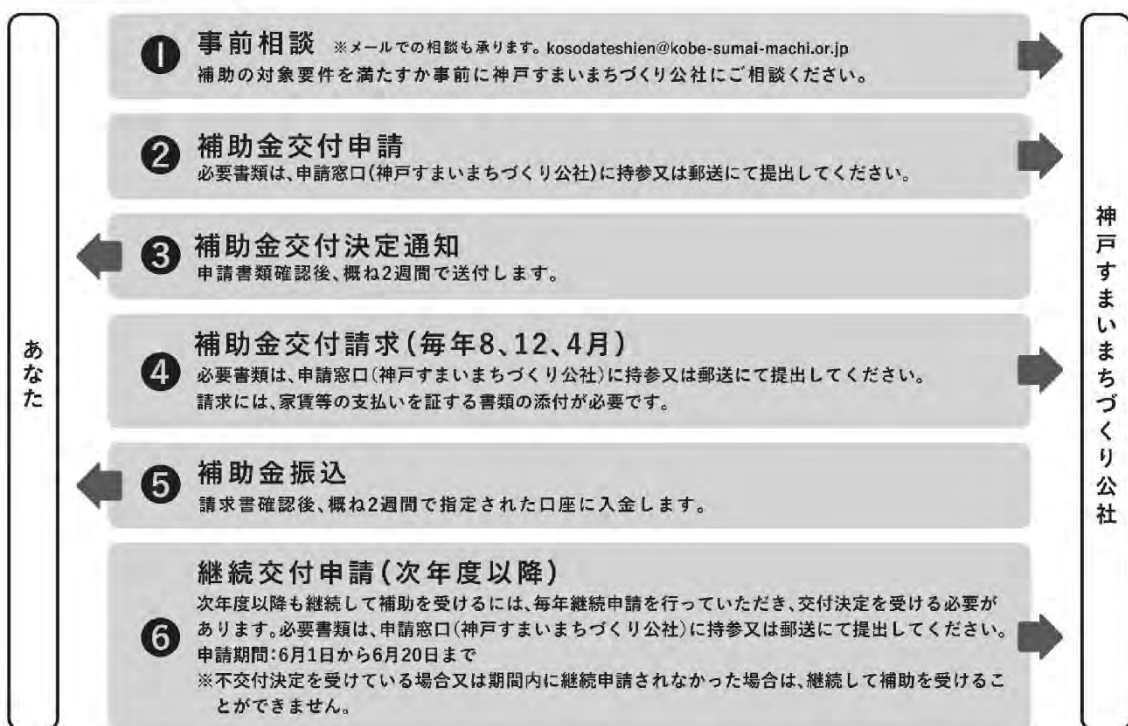 あなた
❶ 事前相談 ※メールでの相談も承ります。kosodateshien@kobe-sumai-machi.or.jp
補助の対象要件を満たすか事前に神戸すまいまちづくり公社にご相談ください。
❷ 補助金交付申請
必要書類は、申請窓口(神戸すまいまちづくり公社)に持参又は郵送にて提出してください。
❸ 補助金交付決定通知
申請書類確認後、概ね2週間で送付します。
❹ 補助金交付請求(毎年8、12、4月)
必要書類は、申請窓口(神戸すまいまちづくり公社)に持参又は郵送にて提出してください。
請求には、家賃等の支払いを証する書類の添付が必要です。
❺ 補助金振込
請求書確認後、概ね2週間で指定された口座に入金します。
❻ 継続交付申請(次年度以降)
次年度以降も継続して補助を受けるには、毎年継続申請を行っていただき、交付決定を受ける必要が
あります。必要書類は、申請窓口(神戸すまいまちづくり公社)に持参又は郵送にて提出してください。
申請期間:6月1日から6月20日まで
※不交付決定を受けている場合又は期間内に継続申請されなかった場合は、継続して補助を受けるこ
とができません。
神戸すまいまちづくり公社